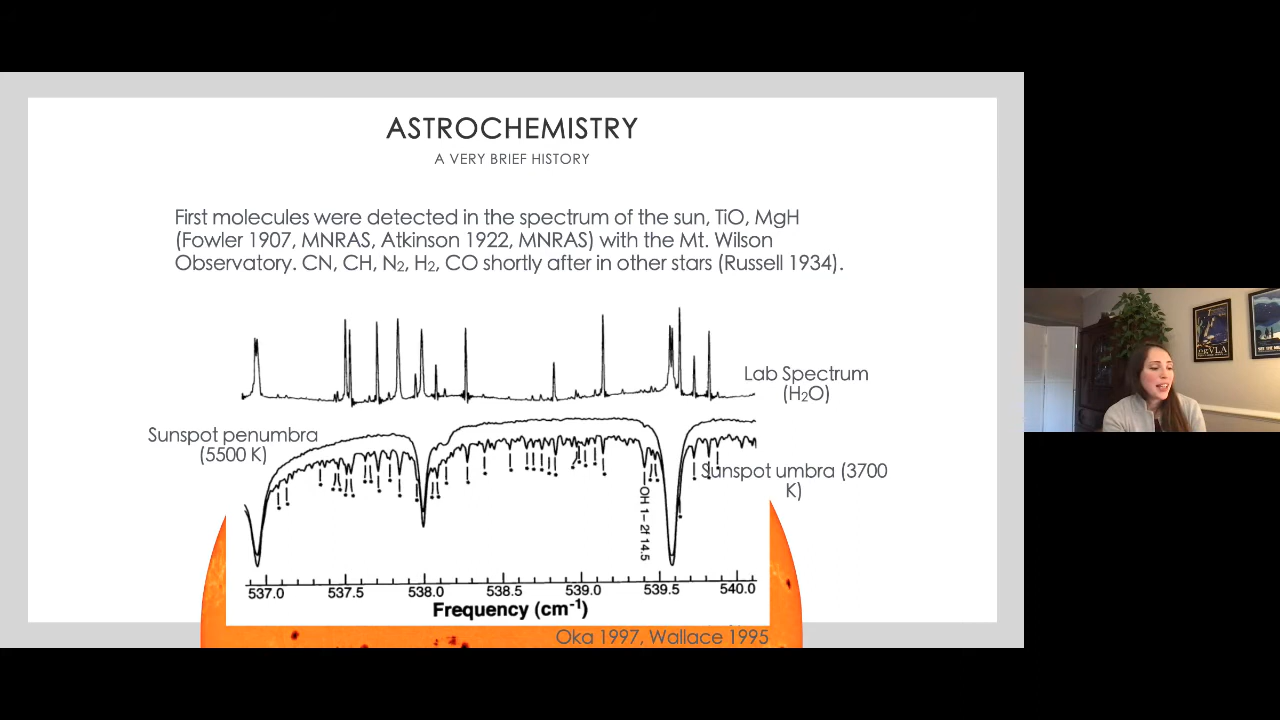 ASTROCHEMISTRY
A VERY BRIEF HISTORY
First molecules were detected in the spectrum of the sun, TiO, MgH
(Fowler 1907, MNRAS, Atkinson 1922, MNRAS) with the Mt. Wilson
Observatory. CN, CH, N₂, H₂, CO shortly after in other stars (Russell 1934).
Lab Spectrum
(H₂O)
Sunspot penumbra
(5500 K)
Sunspot umbra (3700
K)
OH 1-2f 14.5
537.0 537.5 538.0 538.5 539.0 539.5 540.0
Frequency (cm⁻¹)
Oka 1997, Wallace 1995
VLA